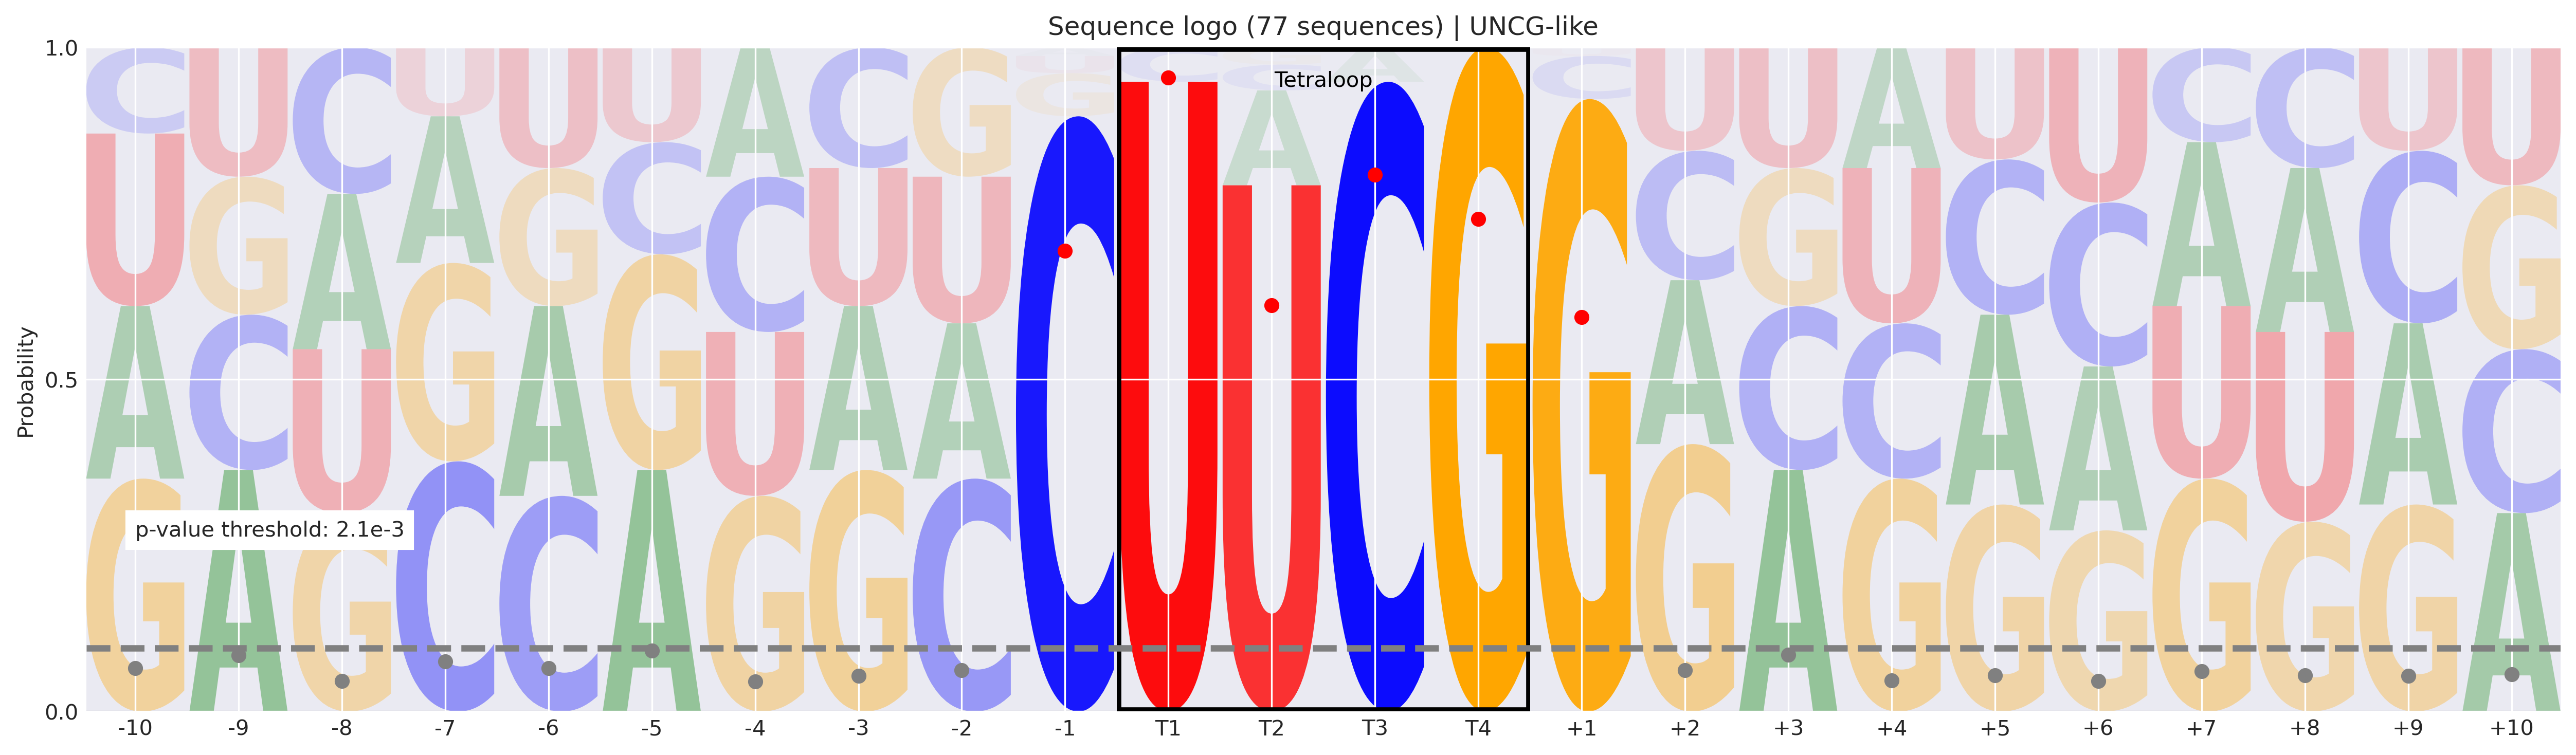 Sequence logo (77 sequences) | UNCG-like
Probability
1.0
0.5
0.0
C U C U U U A C G U C C A G C U U A U U C C U U
Tetraloop
U G A A G C C U U G U A C G C G U C C A A C G
A C U G A G U A A C U A C C A A U U A C
p-value threshold: 2.1e-3
G A G C C A G G C G A G G G G G G A
-10 -9 -8 -7 -6 -5 -4 -3 -2 -1 T1 T2 T3 T4 +1 +2 +3 +4 +5 +6 +7 +8 +9 +10